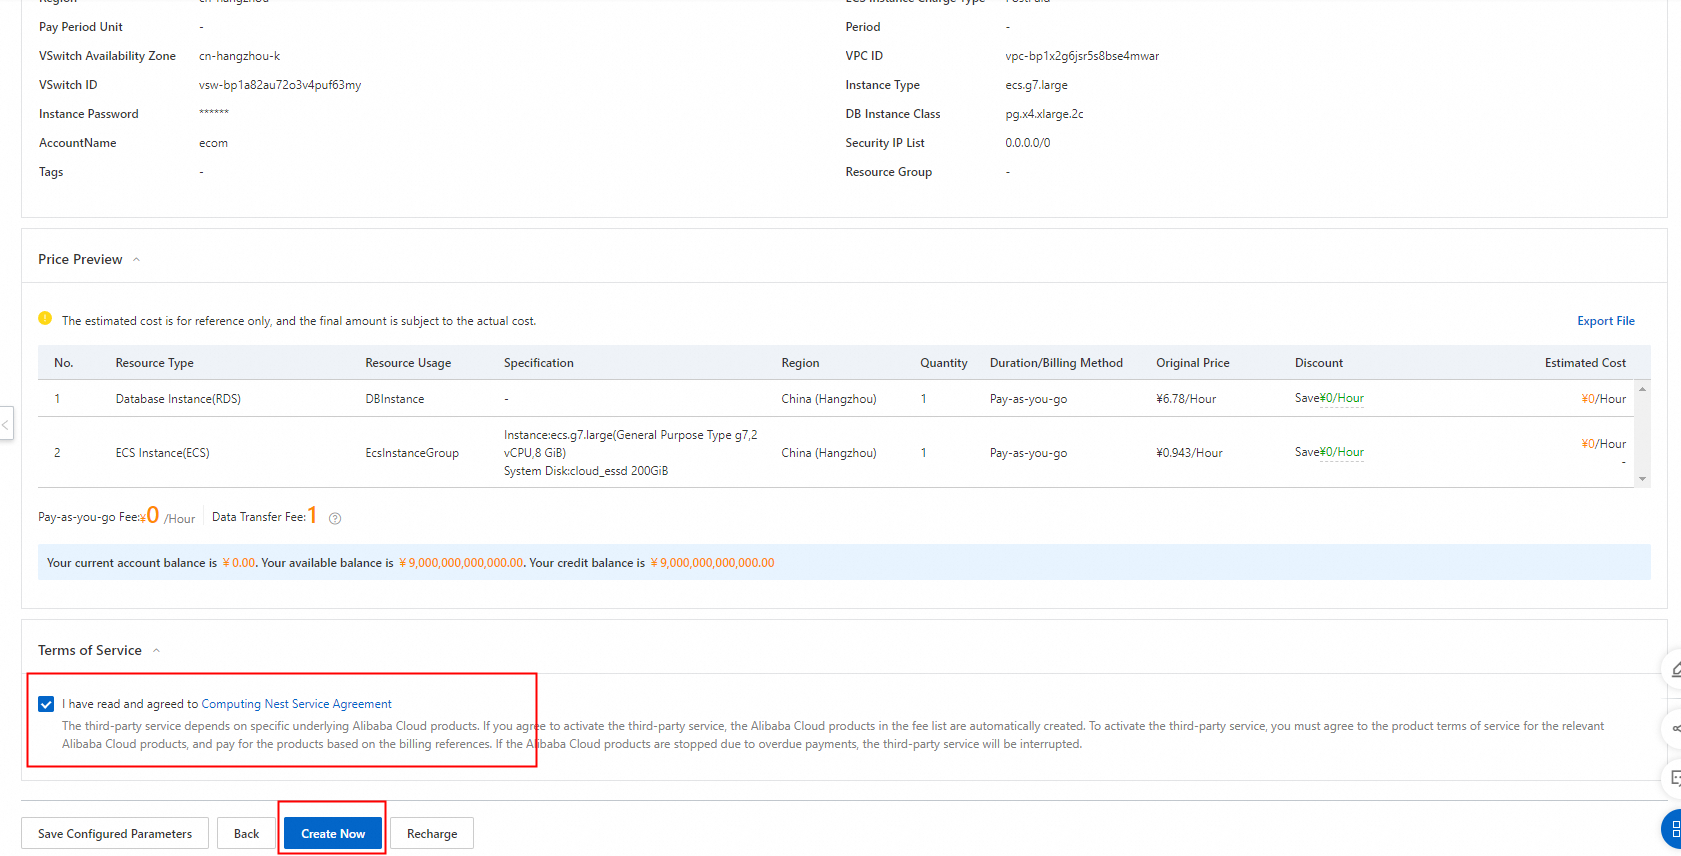 Region cn-hangzhou ECS Instance Charge Type PostPaid
Pay Period Unit - Period -
VSwitch Availability Zone cn-hangzhou-k VPC ID vpc-bp1x2g6jsr5s8bse4mwar
VSwitch ID vsw-bp1a82au72o3v4puf63my Instance Type ecs.g7.large
Instance Password ****** DB Instance Class pg.x4.xlarge.2c
AccountName ecom Security IP List 0.0.0.0/0
Tags - Resource Group -
Price Preview
The estimated cost is for reference only, and the final amount is subject to the actual cost. Export File
No. Resource Type Resource Usage Specification Region Quantity Duration/Billing Method Original Price Discount Estimated Cost
1 Database Instance(RDS) DBInstance - China (Hangzhou) 1 Pay-as-you-go ¥6.78/Hour Save¥0/Hour ¥0/Hour
2 ECS Instance(ECS) EcsInstanceGroup Instance:ecs.g7.large(General Purpose Type g7,2
vCPU,8 GiB)
System Disk:cloud_essd 200GiB China (Hangzhou) 1 Pay-as-you-go ¥0.943/Hour Save¥0/Hour ¥0/Hour
-
Pay-as-you-go Fee:¥0 /Hour Data Transfer Fee:1
Your current account balance is ¥ 0.00. Your available balance is ¥ 9,000,000,000,000.00. Your credit balance is ¥ 9,000,000,000,000.00
Terms of Service
I have read and agreed to Computing Nest Service Agreement
The third-party service depends on specific underlying Alibaba Cloud products. If you agree to activate the third-party service, the Alibaba Cloud products in the fee list are automatically created. To activate the third-party service, you must agree to the product terms of service for the relevant
Alibaba Cloud products, and pay for the products based on the billing references. If the Alibaba Cloud products are stopped due to overdue payments, the third-party service will be interrupted.
Save Configured Parameters Back Create Now Recharge